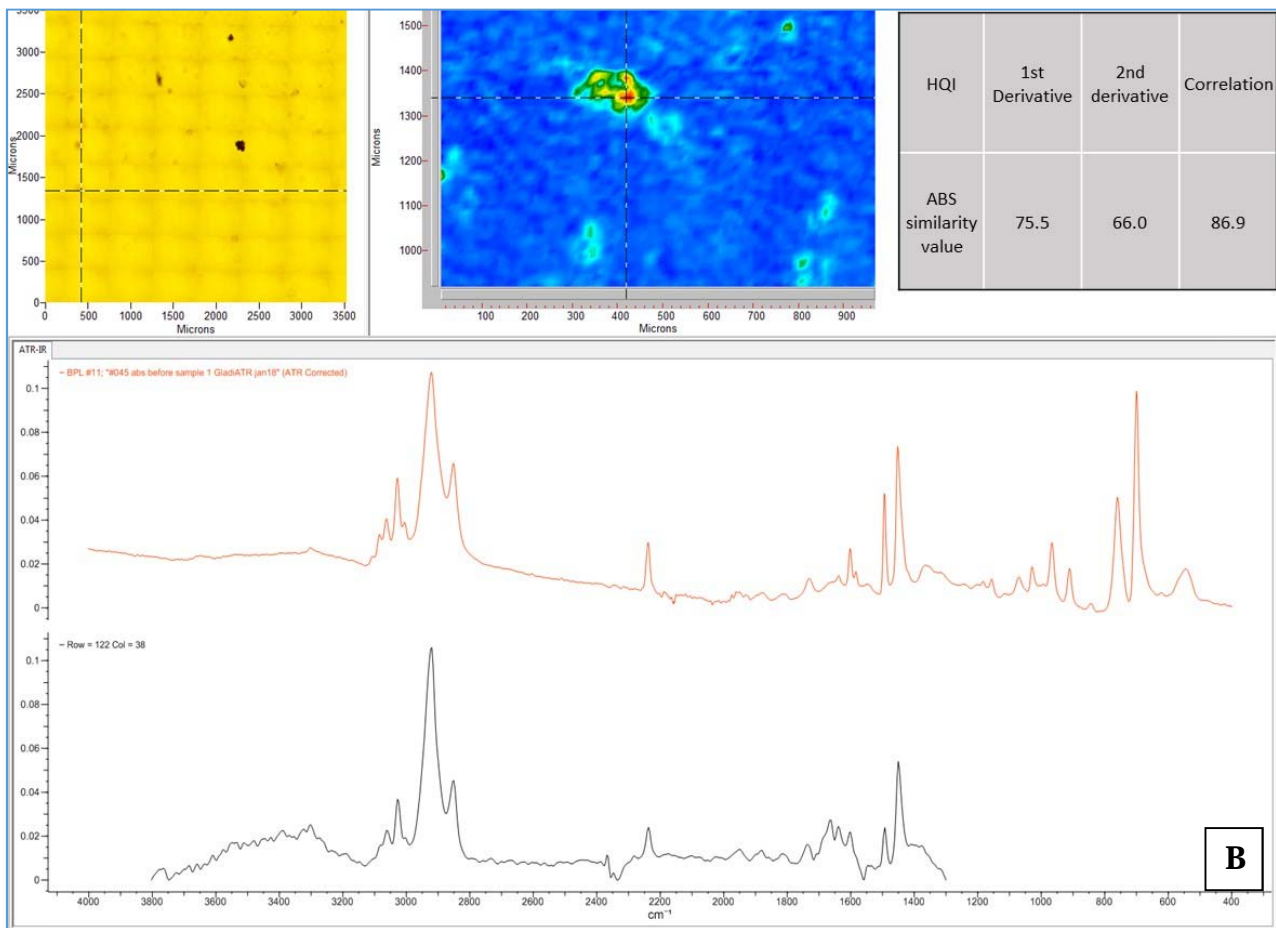 3500
3000
2500
2000
1500
1000
500
0
Microns
0 500 1000 1500 2000 2500 3000 3500
Microns
1500
1400
1300
1200
1100
1000
Microns
100 200 300 400 500 600 700 800 900
Microns
HQI 1st Derivative 2nd derivative Correlation
ABS similarity value 75.5 66.0 86.9
ATR-IR
BPL #11; "#045 abs before sample 1 GladiATR jan18" (ATR Corrected)
0.1
0.08
0.06
0.04
0.02
0
Row = 122 Col = 38
0.1
0.08
0.06
0.04
0.02
0
B
4000 3800 3600 3400 3200 3000 2800 2600 2400 2200 2000 1800 1600 1400 1200 1000 800 600 400
cm⁻¹